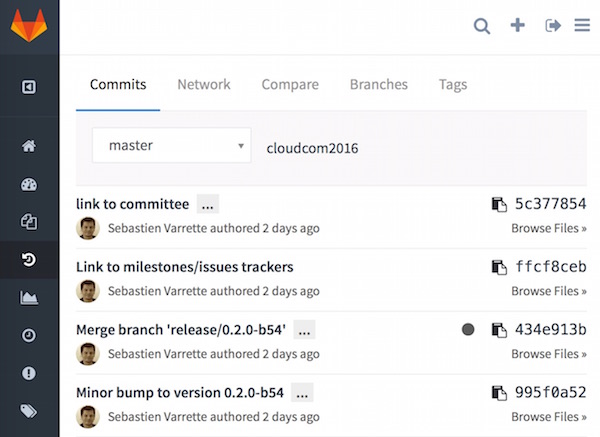 Commits Network Compare Branches Tags
master cloudcom2016
link to committee ... 5c377854
Sebastien Varrette authored 2 days ago Browse Files »
Link to milestones/issues trackers ffcf8ceb
Sebastien Varrette authored 2 days ago Browse Files »
Merge branch 'release/0.2.0-b54' ... 434e913b
Sebastien Varrette authored 2 days ago Browse Files »
Minor bump to version 0.2.0-b54 ... 995f0a52
Sebastien Varrette authored 2 days ago Browse Files »